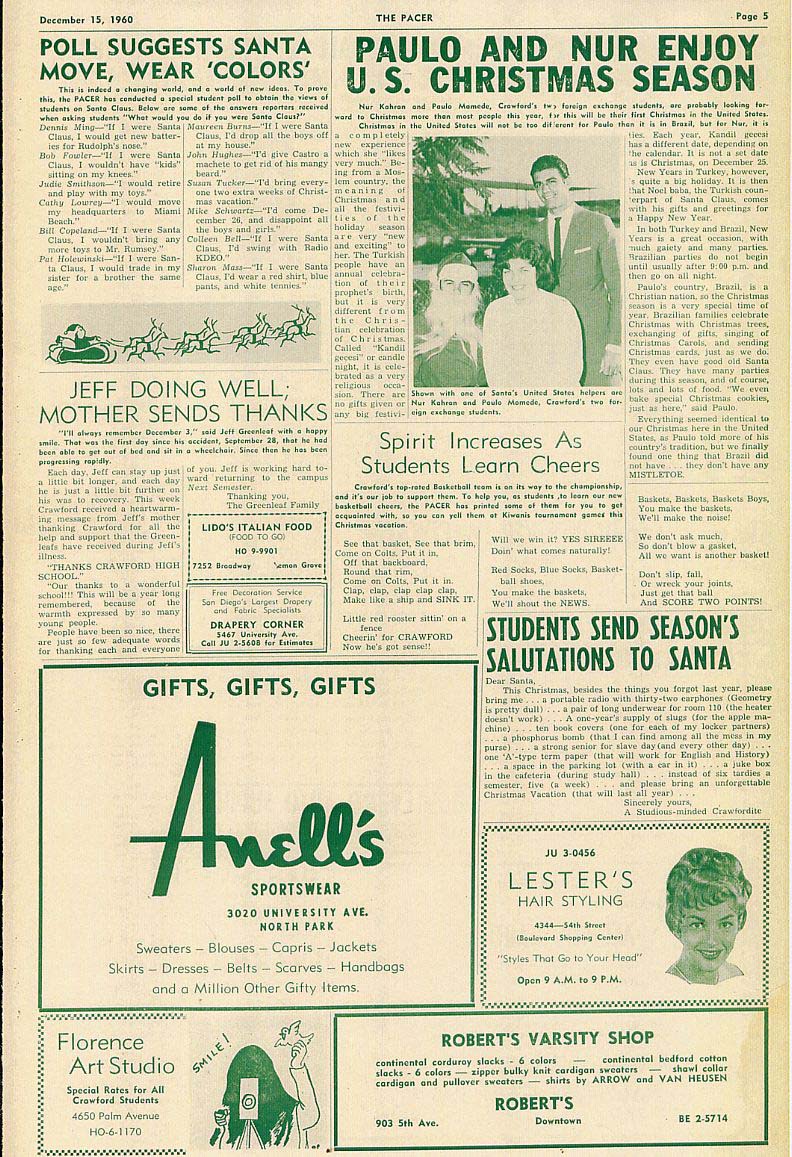 December 15, 1960
THE PACER
Page 5
POLL SUGGESTS SANTA
MOVE, WEAR 'COLORS'
This is indeed a changing world, and a world of new ideas. To prove
this, the PACER has conducted a special student poll to obtain the views of
students on Santa Claus. Below are some of the answers reporters received
when asking students "What would you do if you were Santa Claus?"
Dennis Ming—"If I were Santa
Claus, I would get new batter-
ies for Rudolph's nose."
Bob Fowler—"If I were Santa
Claus, I wouldn't have "kids"
sitting on my knees."
Judie Smithson—"I would retire
and play with my toys."
Cathy Lowrey—"I would move
my headquarters to Miami
Beach."
Bill Copeland—"If I were Santa
Claus, I wouldn't bring any
more toys to Mr. Rumsey."
Pat Holewinski—"If I were San-
ta Claus, I would trade in my
sister for a brother the same
age."
Maureen Burns—"If I were Santa
Claus, I'd drop all the boys off
at my house."
John Hughes—"I'd give Castro a
machete to get rid of his mangy
beard."
Susan Tucker—"I'd bring every-
one two extra weeks of Christ-
mas vacation."
Mike Schwartz—"I'd come De-
cember 26, and disappoint all
the boys and girls."
Colleen Bell—"If I were Santa
Claus, I'd swing with Radio
KDEO."
Sharon Mass—"If I were Santa
Claus, I'd wear a red shirt, blue
pants, and white tennies."
JEFF DOING WELL;
MOTHER SENDS THANKS
"I'll always remember December 3," said Jeff Greenleaf with a happy
smile. That was the first day since his accident, September 28, that he had
been able to get out of bed and sit in a wheelchair. Since then he has been
progressing rapidly.
Each day, Jeff can stay up just
a little bit longer, and each day
he is just a little bit further on
his was to recovery. This week
Crawford received a heartwarm-
ing message from Jeff's mother
thanking Crawford for all the
help and support that the Green-
leafs have received during Jeff's
illness.
"THANKS CRAWFORD HIGH
SCHOOL."
"Our thanks to a wonderful
school!!! This will be a year long
remembered, because of the
warmth expressed by so many
young people.
People have been so nice, there
are just so few adequate words
for thanking each and everyone
of you. Jeff is working hard to-
ward returning to the campus
Next Semester.
Thanking you,
The Greenleaf Family
LIDO'S ITALIAN FOOD
(FOOD TO GO)
HO 9-9901
7252 Broadway Lemon Grove
Free Decoration Service
San Diego's Largest Drapery
and Fabric Specialists
DRAPERY CORNER
5467 University Ave.
Call JU 2-5608 for Estimates
PAULO AND NUR ENJOY
U. S. CHRISTMAS SEASON
Nur Kahran and Paulo Mamede, Crawford's two foreign exchange students, are probably looking for-
ward to Christmas more than most people this year, for this will be their first Christmas in the United States.
Christmas in the United States will not be too different for Paulo than it is in Brazil, but for Nur, it is
a completely
new experience
which she "likes
very much." Be-
ing from a Mos-
lem country, the
meaning of
Christmas and
all the festivi-
ties of the
holiday season
are very "new
and exciting" to
her. The Turkish
people have an
annual celebra-
tion of their
prophet's birth,
but it is very
different from
the Chris-
tian celebration
of Christmas.
Called "Kandil
gecesi" or candle
night, it is cele-
brated as a very
religious occa-
sion. There are
no gifts given or
any big festivi-
Shown with one of Santa's United States helpers are
Nur Kahran and Paulo Momede, Crawford's two for-
eign exchange students.
ties. Each year, Kandil gecesi
has a different date, depending on
the calendar. It is not a set date
as is Christmas, on December 25.
New Years in Turkey, however,
is quite a big holiday. It is then
that Noel baba, the Turkish coun-
terpart of Santa Claus, comes
with his gifts and greetings for
a Happy New Year.
In both Turkey and Brazil, New
Years is a great occasion, with
much gaiety and many parties.
Brazilian parties do not begin
until usually after 9:00 p.m. and
then go on all night.
Paulo's country, Brazil, is a
Christian nation, so the Christmas
season is a very special time of
year. Brazilian families celebrate
Christmas with Christmas trees,
exchanging of gifts, singing of
Christmas Carols, and sending
Christmas cards, just as we do.
They even have good old Santa
Claus. They have many parties
during this season, and of course,
lots and lots of food. "We even
bake special Christmas cookies,
just as here," said Paulo.
Everything seemed identical to
our Christmas here in the United
States, as Paulo told more of his
country's tradition, but we finally
found one thing that Brazil did
not have . . . they don't have any
MISTLETOE.
Spirit Increases As
Students Learn Cheers
Crawford's top-rated Basketball team is on its way to the championship,
and it's our job to support them. To help you, as students ,to learn our new
basketball cheers, the PACER has printed some of them for you to get
acquainted with, so you can yell them at Kiwanis tournament games this
Christmas vacation.
See that basket, See that brim,
Come on Colts, Put it in,
Off that backboard,
Round that rim,
Come on Colts, Put it in.
Clap, clap, clap clap clap,
Make like a ship and SINK IT.
Little red rooster sittin' on a
fence
Cheerin' for CRAWFORD
Now he's got sense!!
Will we win it? YES SIREEEE
Doin' what comes naturally!
Red Socks, Blue Socks, Basket-
ball shoes,
You make the baskets,
We'll shout the NEWS.
Baskets, Baskets, Baskets Boys,
You make the baskets,
We'll make the noise!
We don't ask much,
So don't blow a gasket,
All we want is another basket!
Don't slip, fall,
Or wreck your joints,
Just get that ball
And SCORE TWO POINTS!
STUDENTS SEND SEASON'S
SALUTATIONS TO SANTA
Dear Santa,
This Christmas, besides the things you forgot last year, please
bring me . . . a portable radio with thirty-two earphones (Geometry
is pretty dull) . . . a pair of long underwear for room 110 (the heater
doesn't work) . . . A one-year's supply of slugs (for the apple ma-
chine) . . . ten book covers (one for each of my locker partners)
. . . a phosphorus bomb (that I can find among all the mess in my
purse) . . . a strong senior for slave day(and every other day) . . .
one 'A'-type term paper (that will work for English and History)
. . . a space in the parking lot (with a car in it) . . . a juke box
in the cafeteria (during study hall) . . . instead of six tardies a
semester, five (a week) . . . and please bring an unforgettable
Christmas Vacation (that will last all year) . . .
Sincerely yours,
A Studious-minded Crawfordite
GIFTS, GIFTS, GIFTS
Anell's
SPORTSWEAR
3020 UNIVERSITY AVE.
NORTH PARK
Sweaters – Blouses – Capris – Jackets
Skirts – Dresses – Belts – Scarves – Handbags
and a Million Other Gifty Items.
JU 3-0456
LESTER'S
HAIR STYLING
4344—54th Street
(Boulevard Shopping Center)
"Styles That Go to Your Head"
Open 9 A.M. to 9 P.M.
Florence
Art Studio
Special Rates for All
Crawford Students
4650 Palm Avenue
HO-6-1170
SMILE!
ROBERT'S VARSITY SHOP
continental corduroy slacks - 6 colors — continental bedford cotton
slacks - 6 colors — zipper bulky knit cardigan sweaters — shawl collar
cardigan and pullover sweaters — shirts by ARROW and VAN HEUSEN
ROBERT'S
903 5th Ave. Downtown BE 2-5714